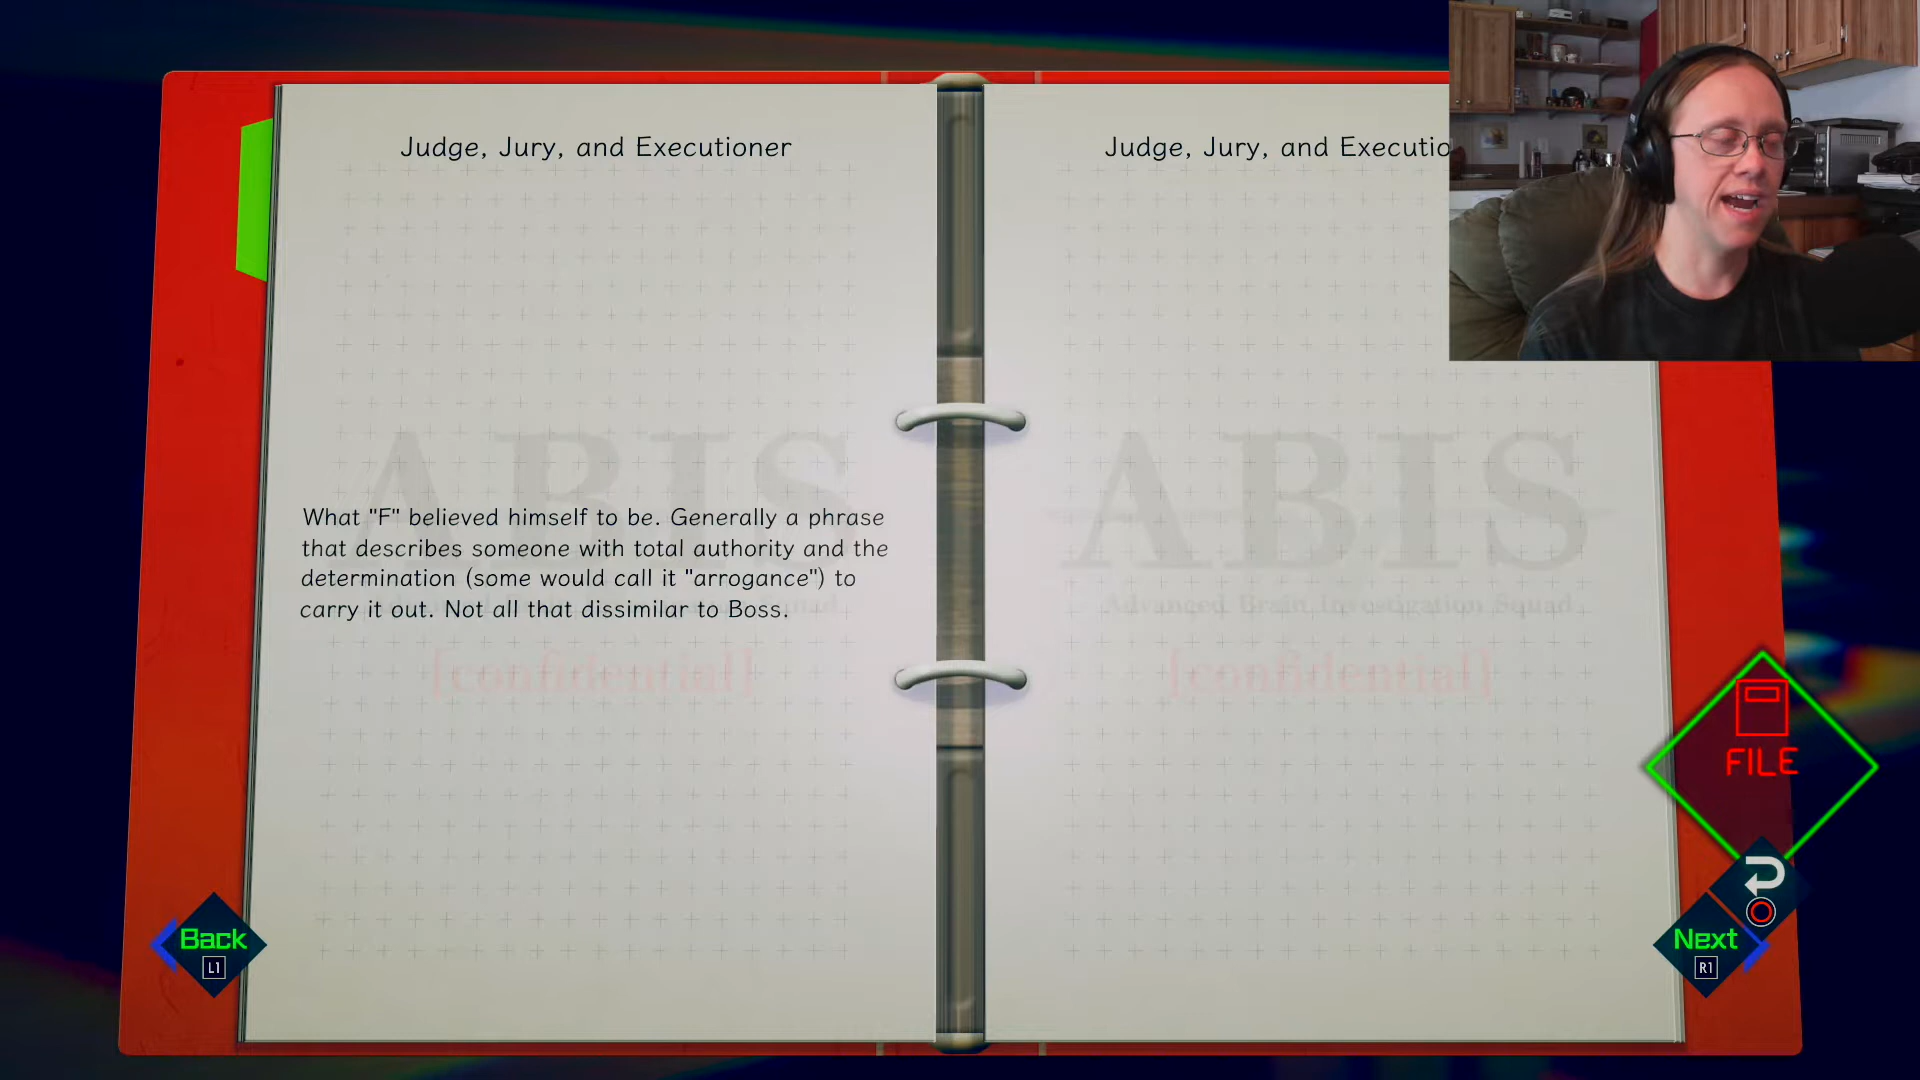 Judge, Jury, and Executioner
What "F" believed himself to be. Generally a phrase
that describes someone with total authority and the
determination (some would call it "arrogance") to
carry it out. Not all that dissimilar to Boss.
ABIS
[confidential]
Judge, Jury, and Executio
ABIS
Advanced Brain Investigation Squad
[confidential]
FILE
Back
L1
Next
R1